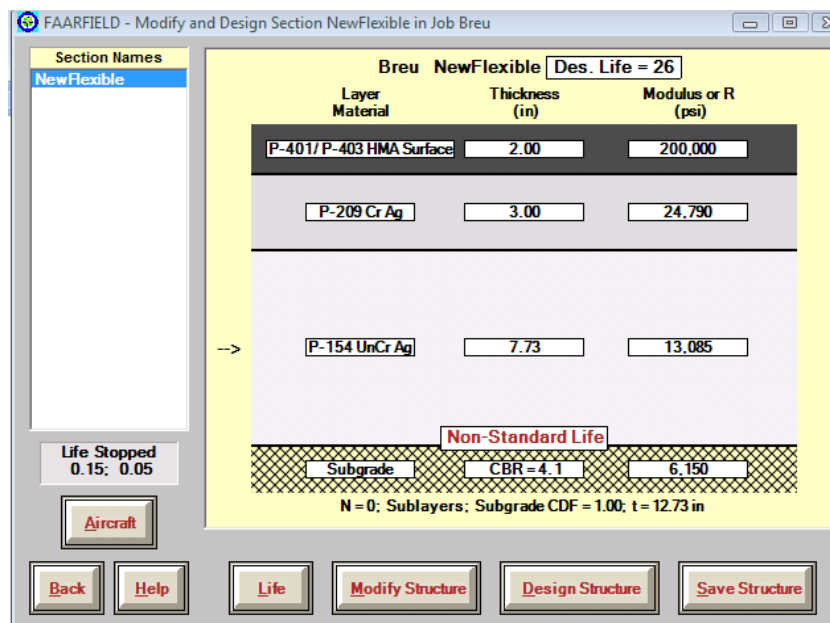 FAARFIELD - Modify and Design Section NewFlexible in Job Breu
Section Names
NewFlexible
Breu NewFlexible Des. Life = 26
Layer Material Thickness (in) Modulus or R (psi)
P-401/ P-403 HMA Surface 2.00 200,000
P-209 Cr Ag 3.00 24,790
--> P-154 UnCr Ag 7.73 13,085
Non-Standard Life
Subgrade CBR = 4.1 6,150
N = 0; Sublayers; Subgrade CDF = 1.00; t = 12.73 in
Life Stopped
0.15; 0.05
Aircraft
Back Help Life Modify Structure Design Structure Save Structure